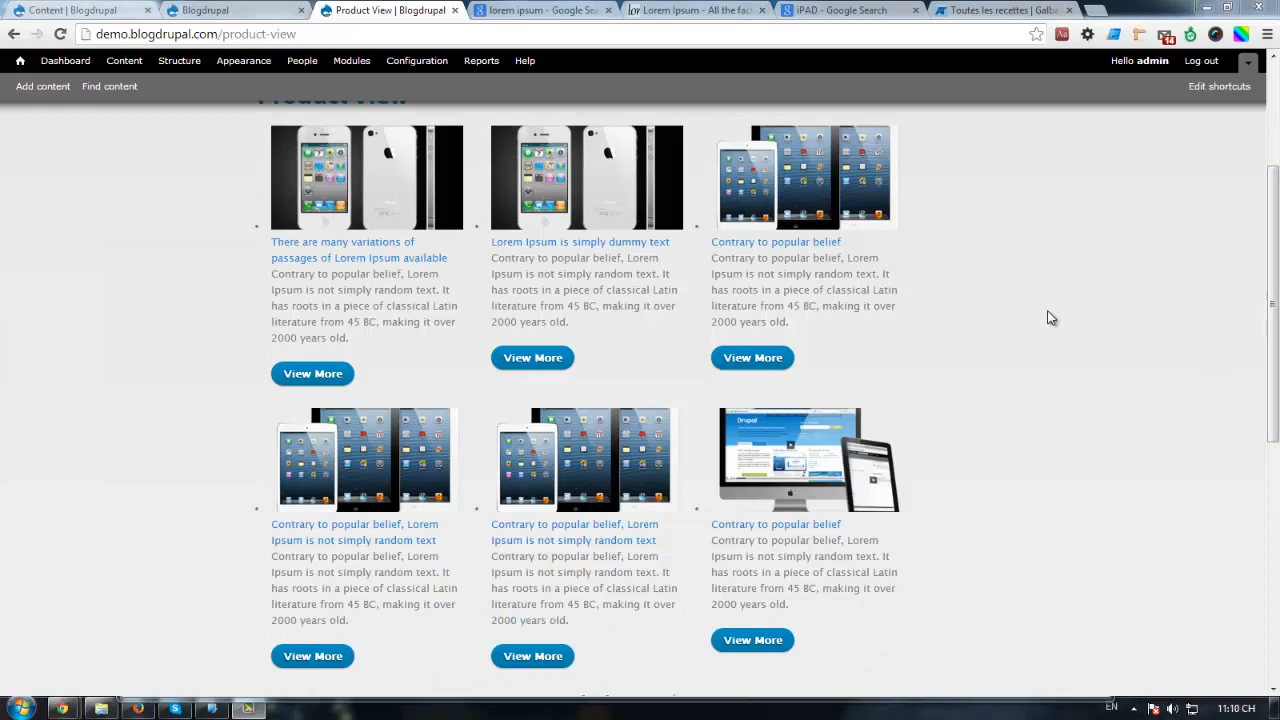 Content | Blogdrupal
Blogdrupal
Product View | Blogdrupal
lorem ipsum - Google Sea
Lorem Ipsum - All the fac
iPAD - Google Search
Toutes les recettes | Galba
demo.blogdrupal.com/product-view
14
Dashboard Content Structure Appearance People Modules Configuration Reports Help
Hello admin Log out
Add content Find content
Edit shortcuts
Product View
There are many variations of
passages of Lorem Ipsum available
Contrary to popular belief, Lorem
Ipsum is not simply random text. It
has roots in a piece of classical Latin
literature from 45 BC, making it over
2000 years old.
View More
Lorem Ipsum is simply dummy text
Contrary to popular belief, Lorem
Ipsum is not simply random text. It
has roots in a piece of classical Latin
literature from 45 BC, making it over
2000 years old.
View More
Contrary to popular belief
Contrary to popular belief, Lorem
Ipsum is not simply random text. It
has roots in a piece of classical Latin
literature from 45 BC, making it over
2000 years old.
View More
Contrary to popular belief, Lorem
Ipsum is not simply random text
Contrary to popular belief, Lorem
Ipsum is not simply random text. It
has roots in a piece of classical Latin
literature from 45 BC, making it over
2000 years old.
View More
Contrary to popular belief, Lorem
Ipsum is not simply random text
Contrary to popular belief, Lorem
Ipsum is not simply random text. It
has roots in a piece of classical Latin
literature from 45 BC, making it over
2000 years old.
View More
Drupal
Contrary to popular belief
Contrary to popular belief, Lorem
Ipsum is not simply random text. It
has roots in a piece of classical Latin
literature from 45 BC, making it over
2000 years old.
View More
EN
11:10 CH